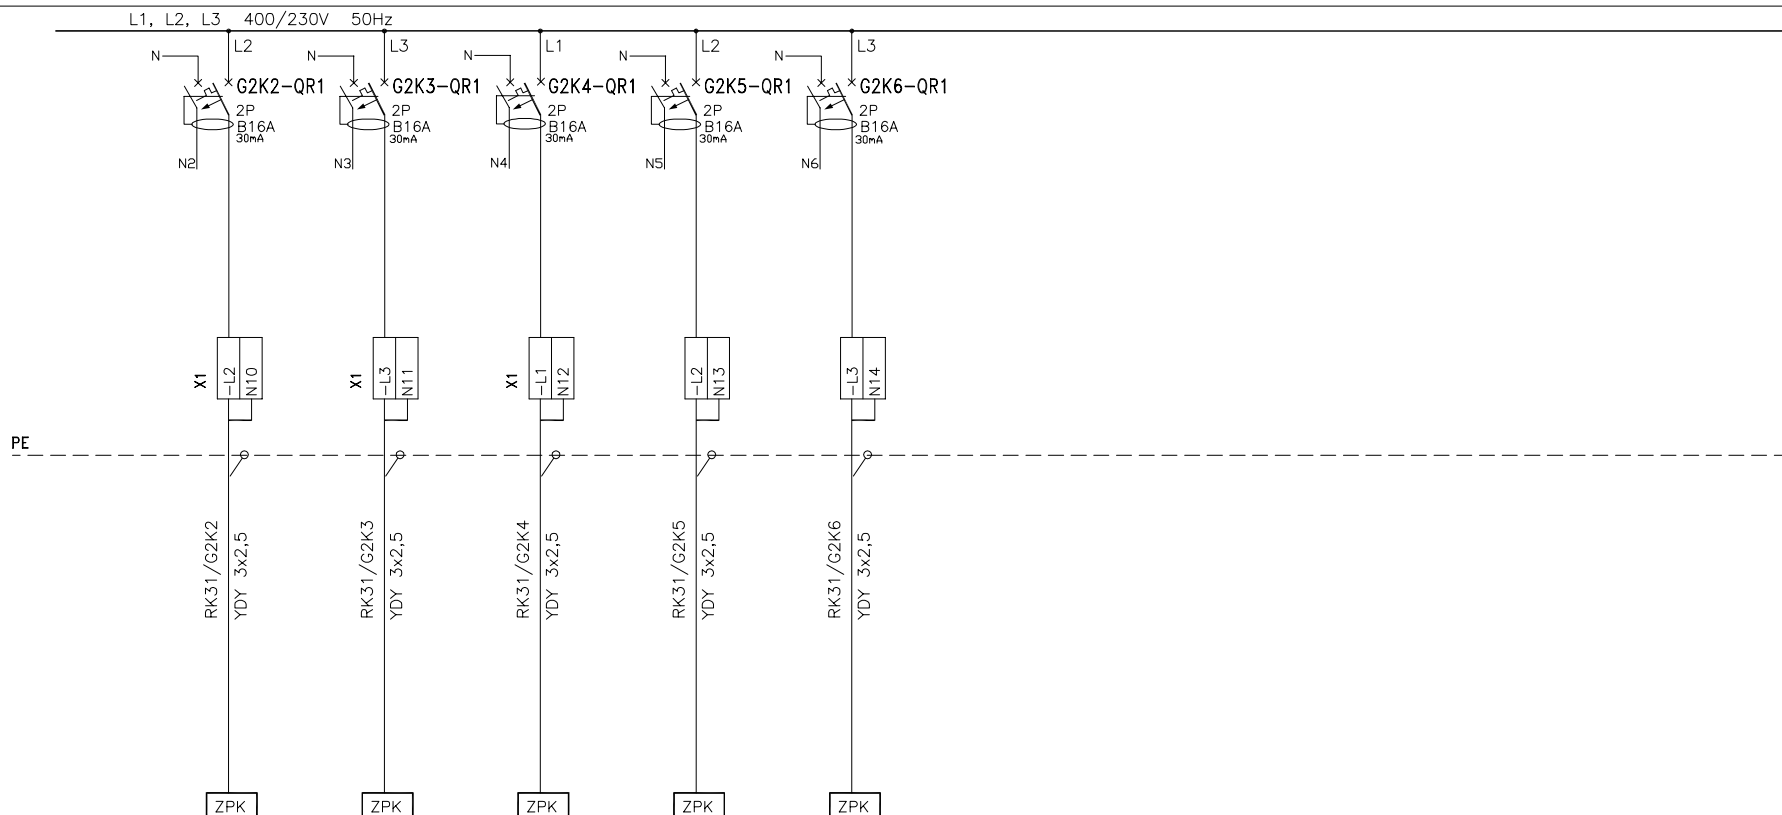 L1, L2, L3 400/230V 50Hz
L2 L3 L1 L2 L3
N N N N N
G2K2-QR1 G2K3-QR1 G2K4-QR1 G2K5-QR1 G2K6-QR1
2P 2P 2P 2P 2P
B16A B16A B16A B16A B16A
30mA 30mA 30mA 30mA 30mA
N2 N3 N4 N5 N6
X1 -L2 N10 X1 -L3 N11 X1 -L1 N12 -L2 N13 -L3 N14
PE
RK31/G2K2 YDY 3x2,5 RK31/G2K3 YDY 3x2,5 RK31/G2K4 YDY 3x2,5 RK31/G2K5 YDY 3x2,5 RK31/G2K6 YDY 3x2,5
ZPK ZPK ZPK ZPK ZPK